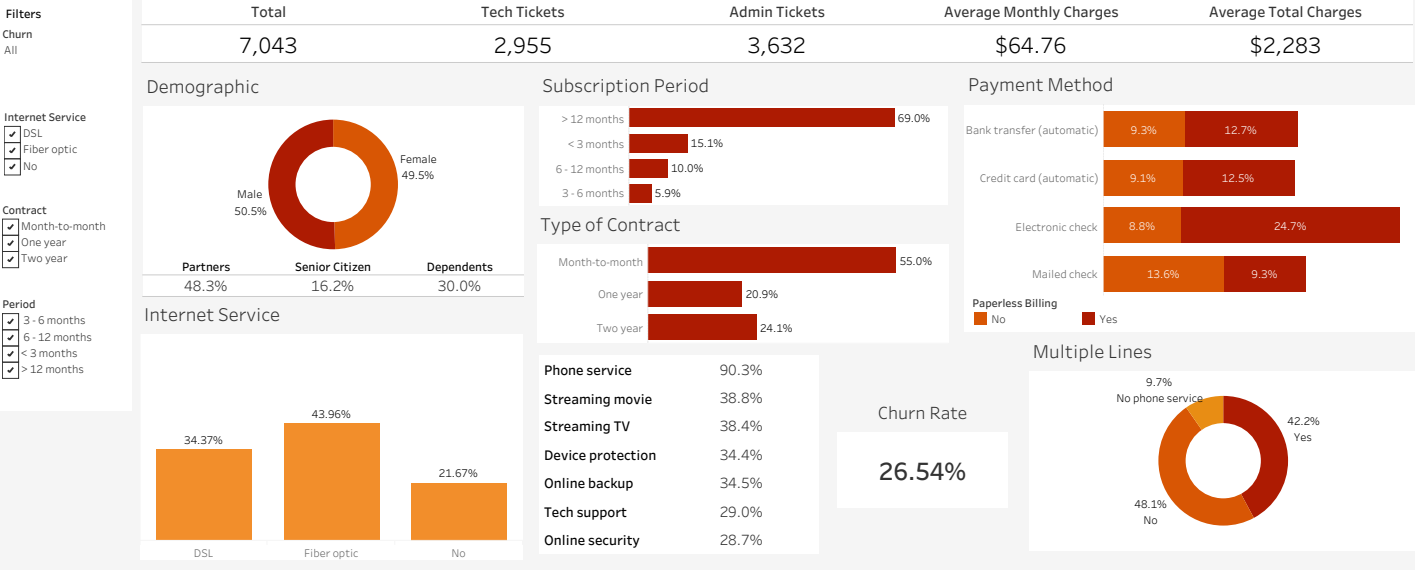 Filters
Churn
All
Internet Service
DSL
Fiber optic
No
Contract
Month-to-month
One year
Two year
Period
3 - 6 months
6 - 12 months
< 3 months
> 12 months
Total
Tech Tickets
Admin Tickets
Average Monthly Charges
Average Total Charges
7,043
2,955
3,632
$64.76
$2,283
Demographic
Female
49.5%
Male
50.5%
Partners
Senior Citizen
Dependents
48.3%
16.2%
30.0%
Internet Service
34.37%
43.96%
21.67%
DSL
Fiber optic
No
Subscription Period
> 12 months 69.0%
< 3 months 15.1%
6 - 12 months 10.0%
3 - 6 months 5.9%
Type of Contract
Month-to-month 55.0%
One year 20.9%
Two year 24.1%
Phone service 90.3%
Streaming movie 38.8%
Streaming TV 38.4%
Device protection 34.4%
Online backup 34.5%
Tech support 29.0%
Online security 28.7%
Churn Rate
26.54%
Payment Method
Bank transfer (automatic) 9.3% 12.7%
Credit card (automatic) 9.1% 12.5%
Electronic check 8.8% 24.7%
Mailed check 13.6% 9.3%
Paperless Billing
No Yes
Multiple Lines
9.7%
No phone service
42.2%
Yes
48.1%
No